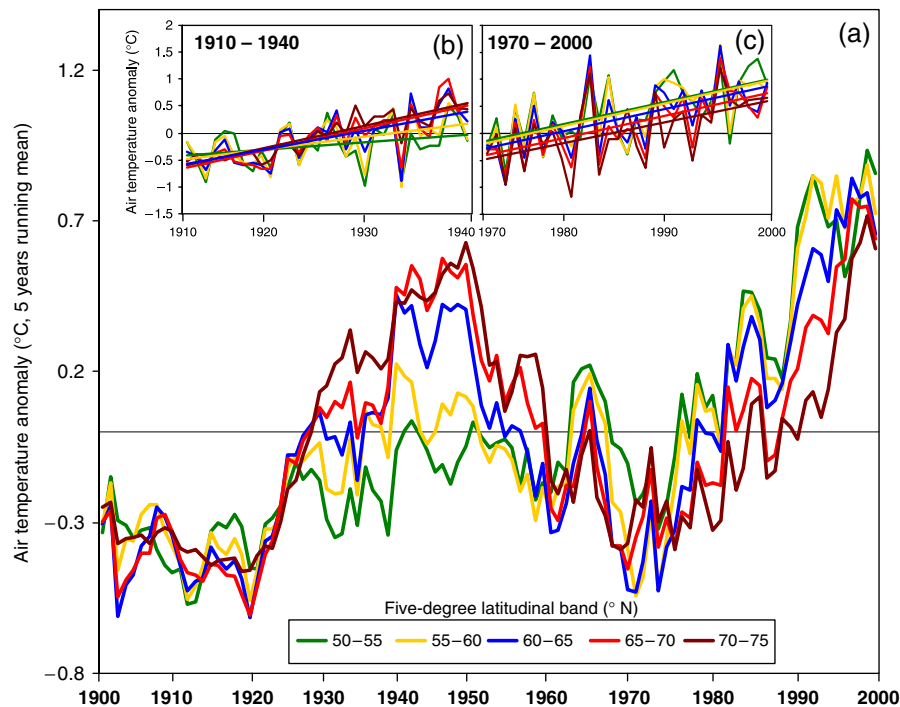 (a)
1.2
0.7
0.2
−0.3
−0.8
Air temperature anomaly (°C, 5 years running mean)
1900 1910 1920 1930 1940 1950 1960 1970 1980 1990 2000
1910 – 1940
(b)
2
1.5
1
0.5
0
−0.5
−1
−1.5
Air temperature anomaly (°C)
1910 1920 1930 1940
1970 – 2000
(c)
1970 1980 1990 2000
Five-degree latitudinal band (° N)
50–55 55–60 60–65 65–70 70–75